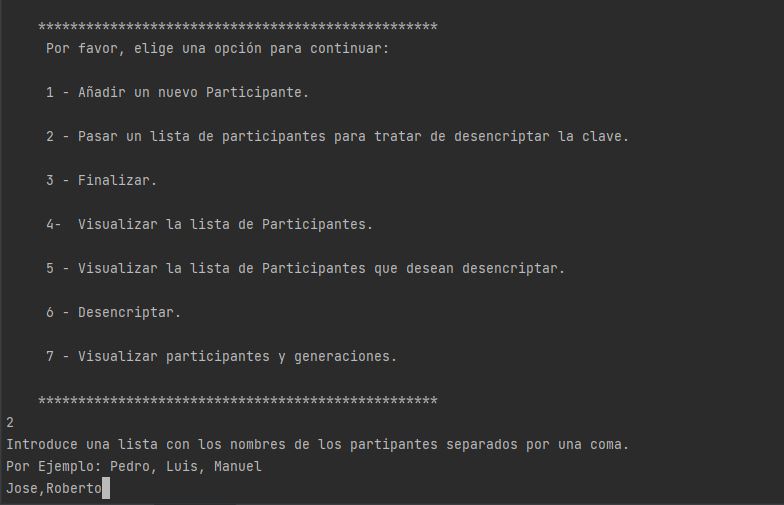 **************************************************
Por favor, elige una opción para continuar:
1 - Añadir un nuevo Participante.
2 - Pasar un lista de participantes para tratar de desencriptar la clave.
3 - Finalizar.
4-  Visualizar la lista de Participantes.
5 - Visualizar la lista de Participantes que desean desencriptar.
6 - Desencriptar.
7 - Visualizar participantes y generaciones.
**************************************************
2
Introduce una lista con los nombres de los partipantes separados por una coma.
Por Ejemplo: Pedro, Luis, Manuel
Jose,Roberto